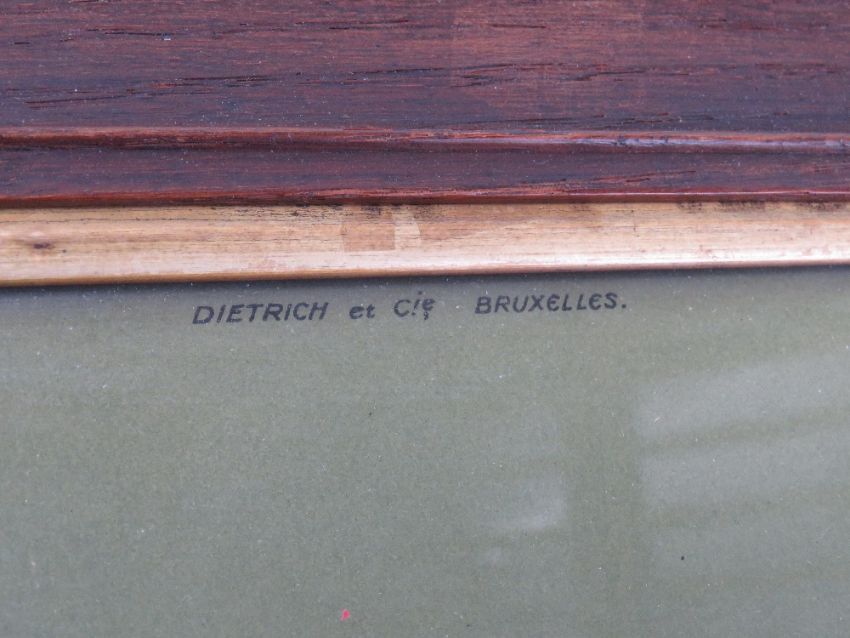 DIETRICH et Cie BRUXELLES.